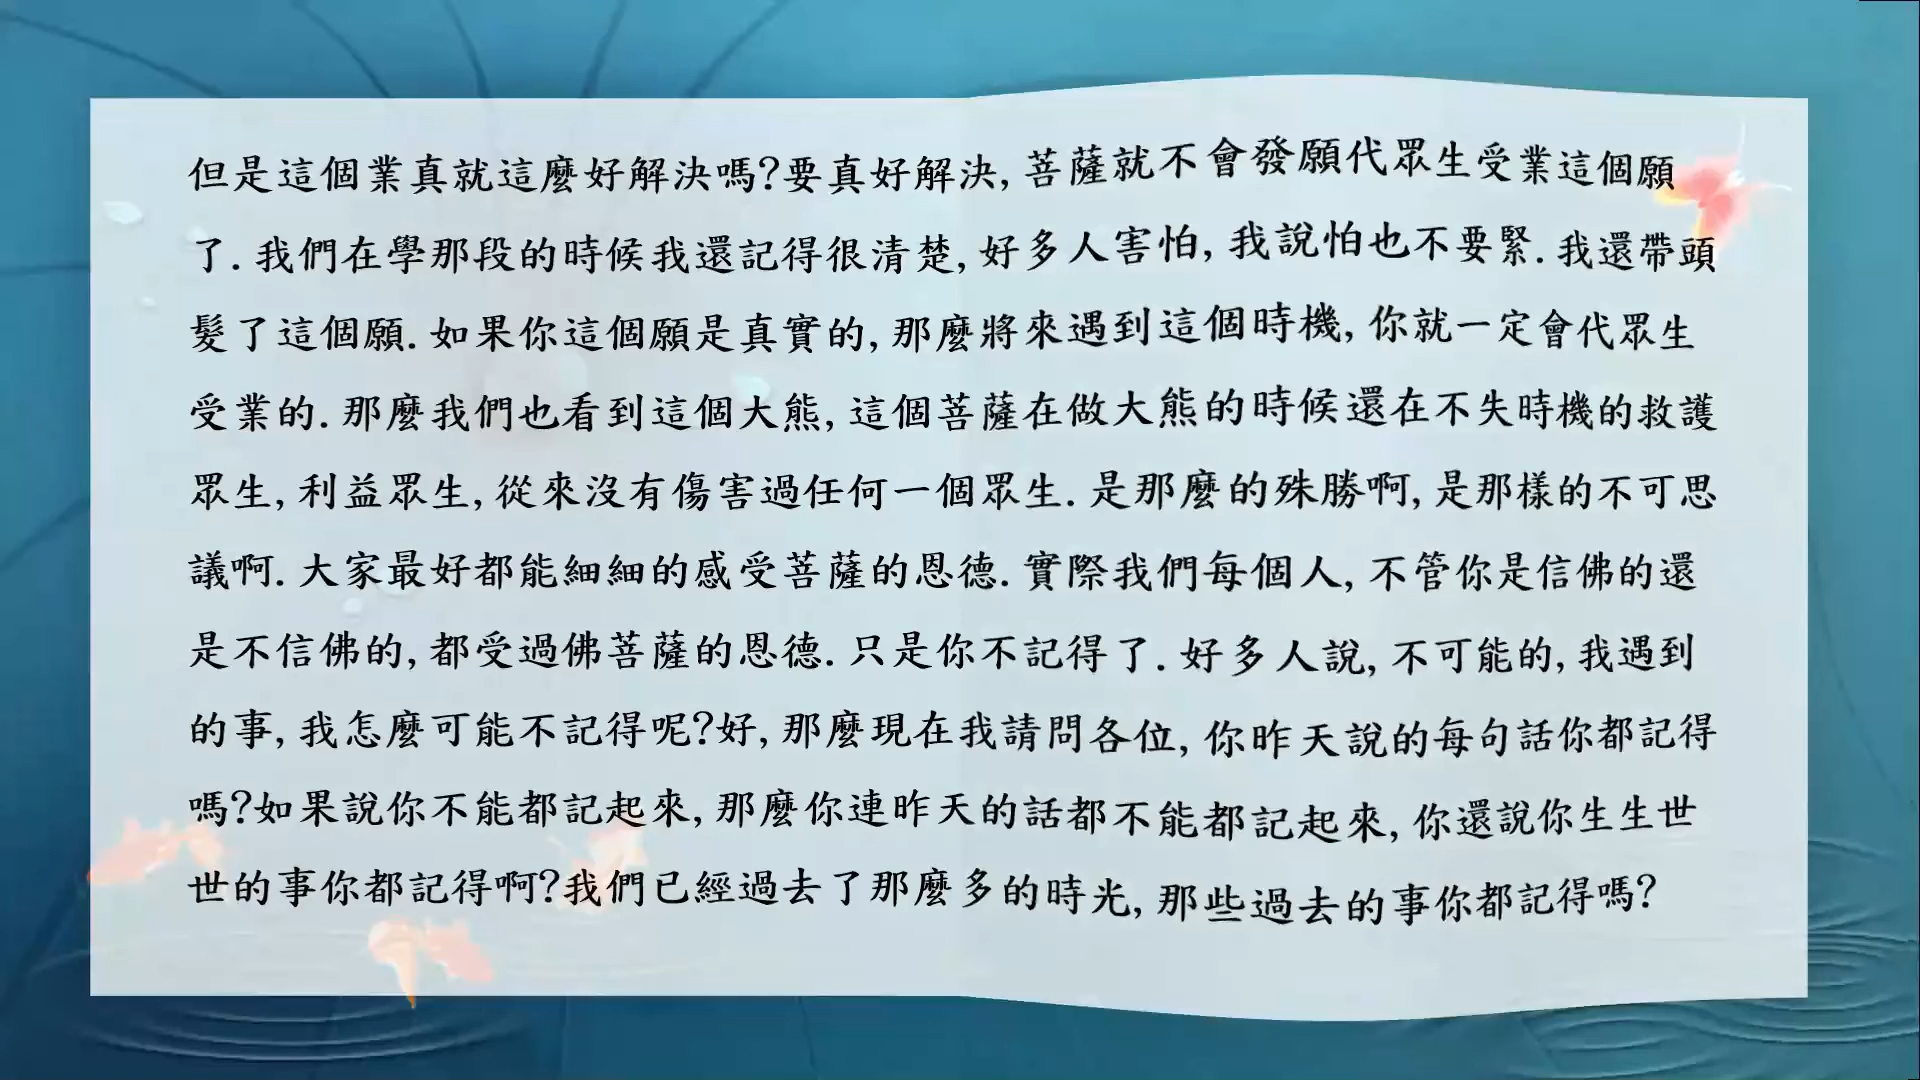 但是這個業真就這麼好解決嗎?要真好解決,菩薩就不會發願代眾生受業這個願
了.我們在學那段的時候我還記得很清楚,好多人害怕,我說怕也不要緊.我還帶頭
髮了這個願.如果你這個願是真實的,那麼將來遇到這個時機,你就一定會代眾生
受業的.那麼我們也看到這個大熊,這個菩薩在做大熊的時候還在不失時機的救護
眾生,利益眾生,從來沒有傷害過任何一個眾生.是那麼的殊勝啊,是那樣的不可思
議啊.大家最好都能細細的感受菩薩的恩德.實際我們每個人,不管你是信佛的還
是不信佛的,都受過佛菩薩的恩德.只是你不記得了.好多人說,不可能的,我遇到
的事,我怎麼可能不記得呢?好,那麼現在我請問各位,你昨天說的每句話你都記得
嗎?如果說你不能都記起來,那麼你連昨天的話都不能都記起來,你還說你生生世
世的事你都記得啊?我們已經過去了那麼多的時光,那些過去的事你都記得嗎?